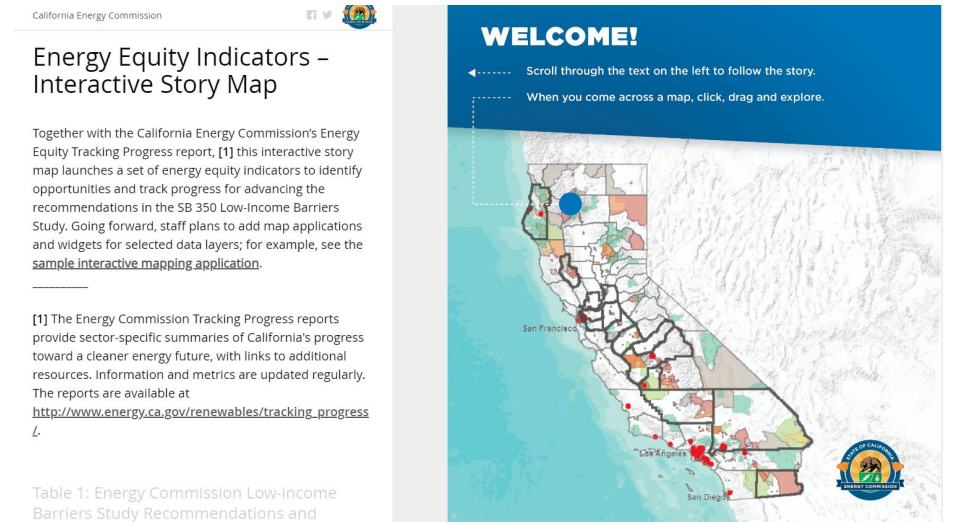 California Energy Commission
Energy Equity Indicators –
Interactive Story Map
Together with the California Energy Commission's Energy
Equity Tracking Progress report, [1] this interactive story
map launches a set of energy equity indicators to identify
opportunities and track progress for advancing the
recommendations in the SB 350 Low-Income Barriers
Study. Going forward, staff plans to add map applications
and widgets for selected data layers; for example, see the
sample interactive mapping application.
__________
[1] The Energy Commission Tracking Progress reports
provide sector-specific summaries of California's progress
toward a cleaner energy future, with links to additional
resources. Information and metrics are updated regularly.
The reports are available at
http://www.energy.ca.gov/renewables/tracking_progress
/.
Table 1: Energy Commission Low-Income
Barriers Study Recommendations and
WELCOME!
Scroll through the text on the left to follow the story.
When you come across a map, click, drag and explore.
San Francisco
Los Angeles
San Diego
STATE OF CALIFORNIA
ENERGY COMMISSION